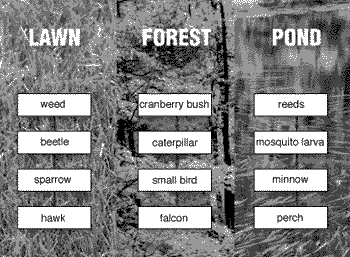 LAWN
FOREST
POND
weed
cranberry bush
reeds
beetle
caterpillar
mosquito larva
sparrow
small bird
minnow
hawk
falcon
perch